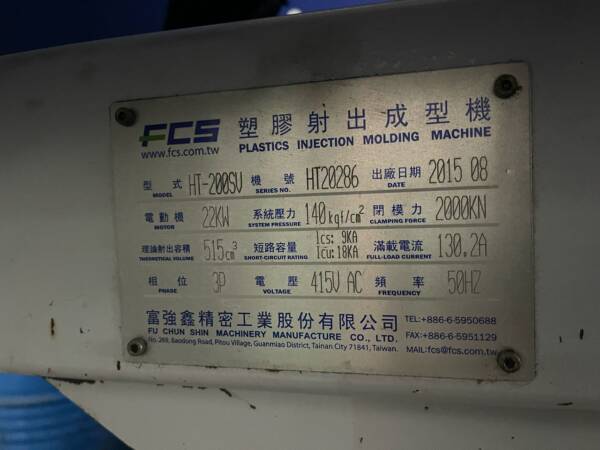 FCS 塑膠射出成型機
www.fcs.com.tw PLASTICS INJECTION MOLDING MACHINE
型式 HT-200SV 機號 SERIES NO. HT20286 出廠日期 DATE 2015 08
電動機 MOTOR 22KW 系統壓力 SYSTEM PRESSURE 140kgf/cm² 閉模力 CLAMPING FORCE 2000KN
理論射出容積 THEORETICAL VOLUME 515cm³ 短路容量 SHORT-CIRCUIT RATING Ics: 9KA Icu: 18KA 滿載電流 FULL-LOAD CURRENT 130.2A
相位 PHASE 3P 電壓 VOLTAGE 415V AC 頻率 FREQUENCY 50HZ
富強鑫精密工業股份有限公司 TEL:+886-6-5950688
FU CHUN SHIN MACHINERY MANUFACTURE CO., LTD. FAX:+886-6-5951129
No. 269, Baodong Road, Pitou Village, Guanmiao District, Tainan City 71841, Taiwan. MAIL:fcs@fcs.com.tw